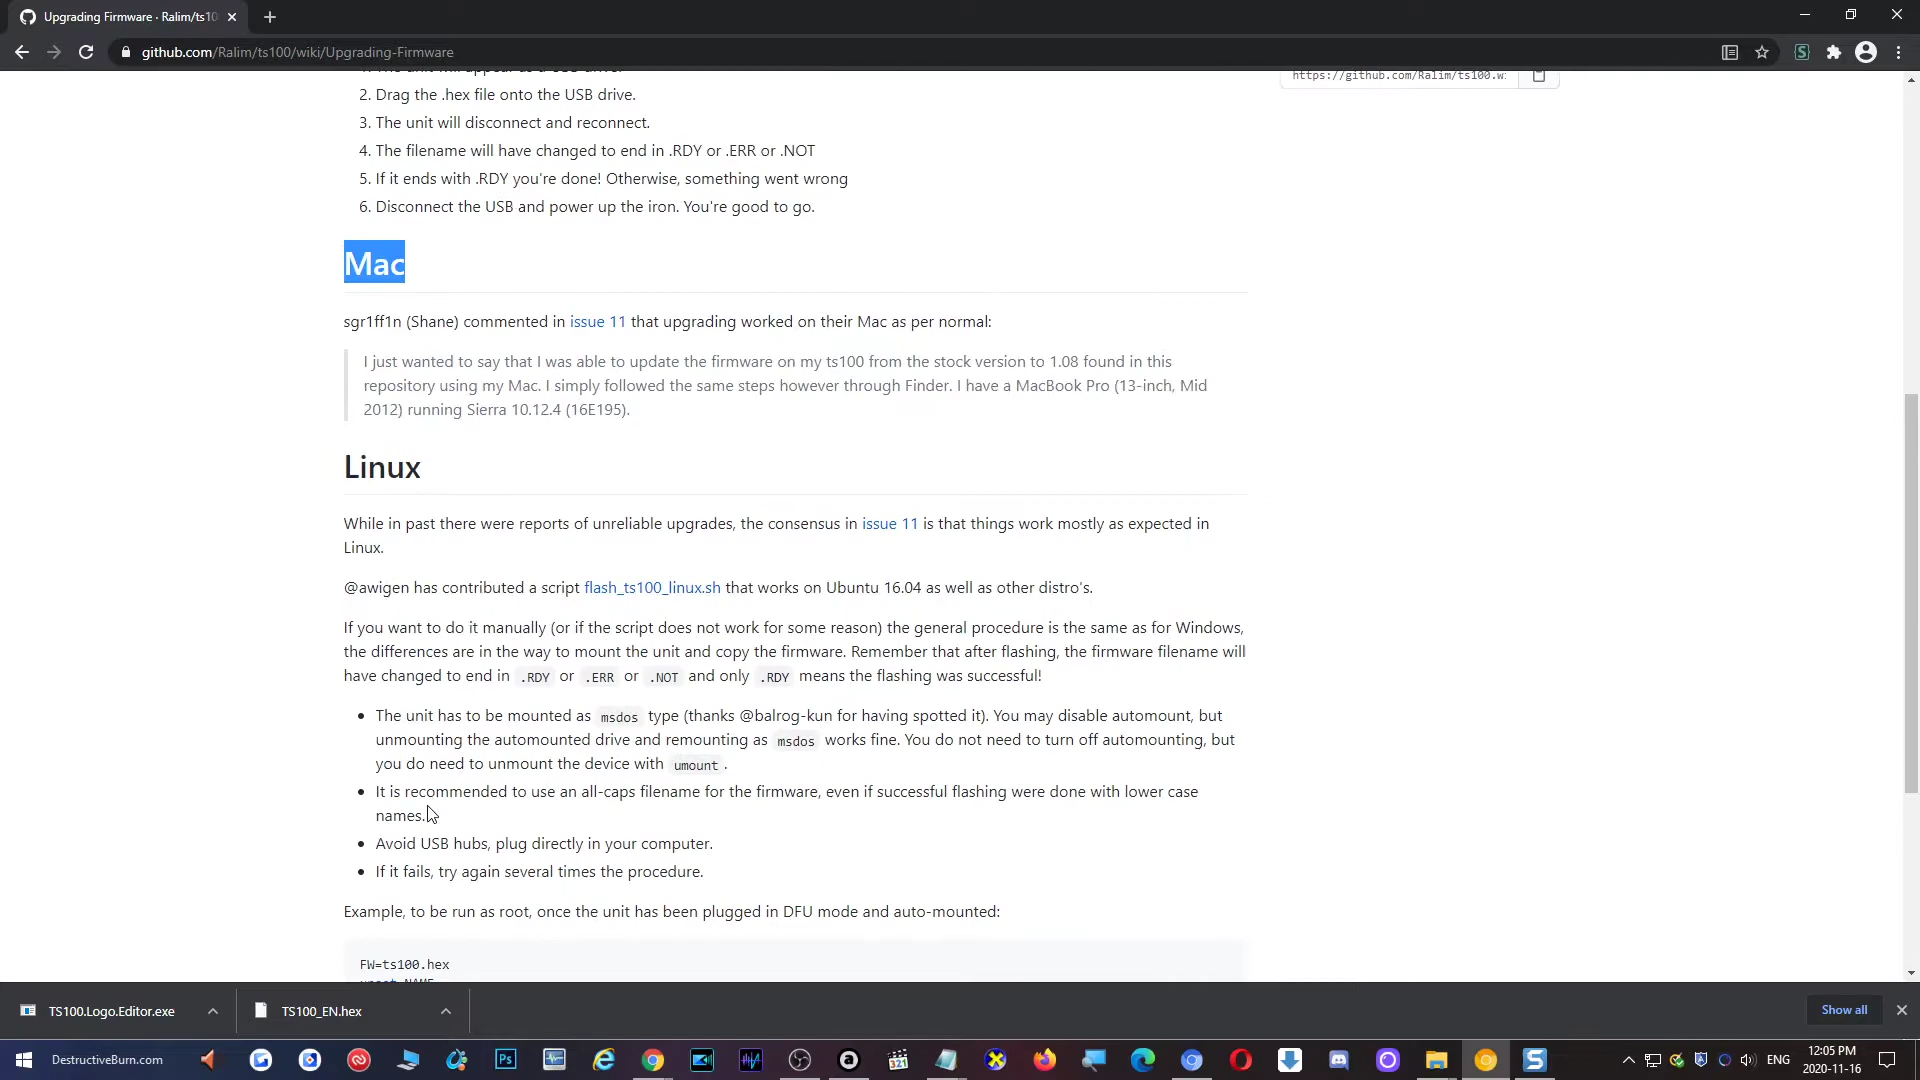 Upgrading Firmware · Ralim/ts10
github.com/Ralim/ts100/wiki/Upgrading-Firmware
https://github.com/Ralim/ts100.w
2. Drag the .hex file onto the USB drive.
3. The unit will disconnect and reconnect.
4. The filename will have changed to end in .RDY or .ERR or .NOT
5. If it ends with .RDY you're done! Otherwise, something went wrong
6. Disconnect the USB and power up the iron. You're good to go.
Mac
sgr1ff1n (Shane) commented in issue 11 that upgrading worked on their Mac as per normal:
I just wanted to say that I was able to update the firmware on my ts100 from the stock version to 1.08 found in this
repository using my Mac. I simply followed the same steps however through Finder. I have a MacBook Pro (13-inch, Mid
2012) running Sierra 10.12.4 (16E195).
Linux
While in past there were reports of unreliable upgrades, the consensus in issue 11 is that things work mostly as expected in
Linux.
@awigen has contributed a script flash_ts100_linux.sh that works on Ubuntu 16.04 as well as other distro's.
If you want to do it manually (or if the script does not work for some reason) the general procedure is the same as for Windows,
the differences are in the way to mount the unit and copy the firmware. Remember that after flashing, the firmware filename will
have changed to end in .RDY or .ERR or .NOT and only .RDY means the flashing was successful!
• The unit has to be mounted as msdos type (thanks @balrog-kun for having spotted it). You may disable automount, but
unmounting the automounted drive and remounting as msdos works fine. You do not need to turn off automounting, but
you do need to unmount the device with umount.
• It is recommended to use an all-caps filename for the firmware, even if successful flashing were done with lower case
names.
• Avoid USB hubs, plug directly in your computer.
• If it fails, try again several times the procedure.
Example, to be run as root, once the unit has been plugged in DFU mode and auto-mounted:
FW=ts100.hex
TS100.Logo.Editor.exe
TS100_EN.hex
Show all
DestructiveBurn.com
ENG
12:05 PM
2020-11-16